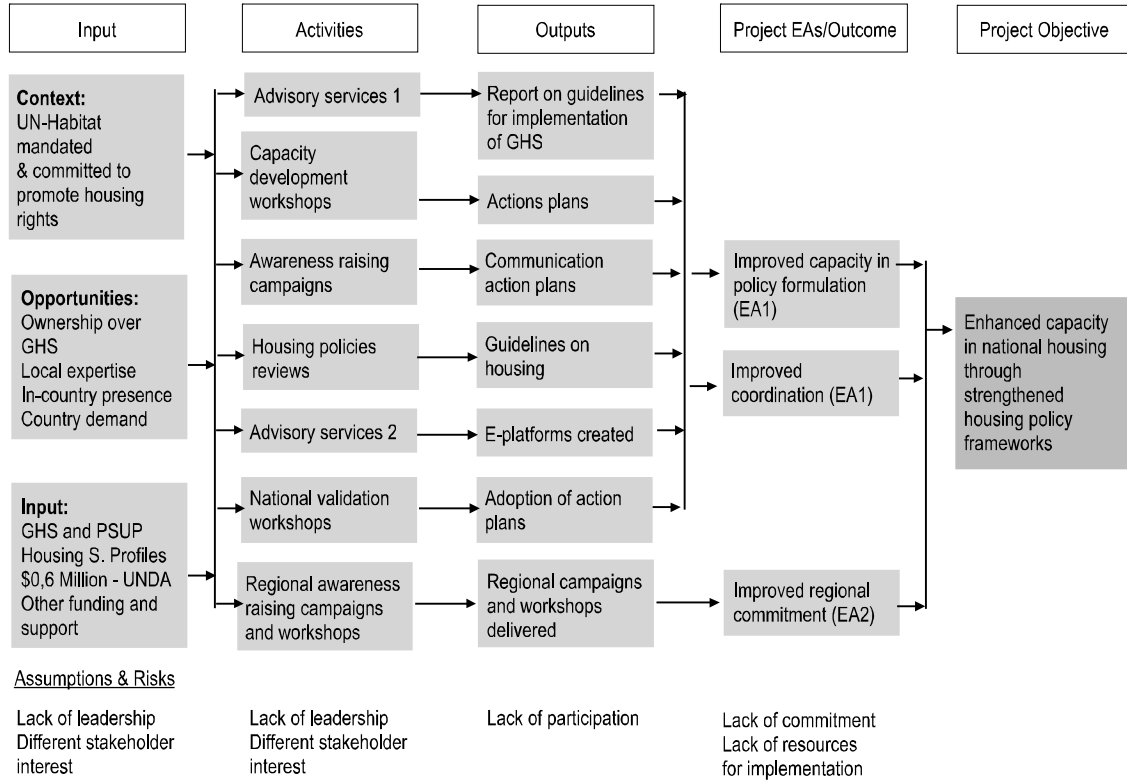 Input
Activities
Outputs
Project EAs/Outcome
Project Objective
Context:
UN-Habitat
mandated
& committed to
promote housing
rights
Opportunities:
Ownership over
GHS
Local expertise
In-country presence
Country demand
Input:
GHS and PSUP
Housing S. Profiles
$0,6 Million - UNDA
Other funding and
support
Advisory services 1
Capacity
development
workshops
Awareness raising
campaigns
Housing policies
reviews
Advisory services 2
National validation
workshops
Regional awareness
raising campaigns
and workshops
Report on guidelines
for implementation
of GHS
Actions plans
Communication
action plans
Guidelines on
housing
E-platforms created
Adoption of action
plans
Regional campaigns
and workshops
delivered
Improved capacity in
policy formulation
(EA1)
Improved
coordination (EA1)
Improved regional
commitment (EA2)
Enhanced capacity
in national housing
through
strengthened
housing policy
frameworks
Assumptions & Risks
Lack of leadership
Different stakeholder
interest
Lack of leadership
Different stakeholder
interest
Lack of participation
Lack of commitment
Lack of resources
for implementation